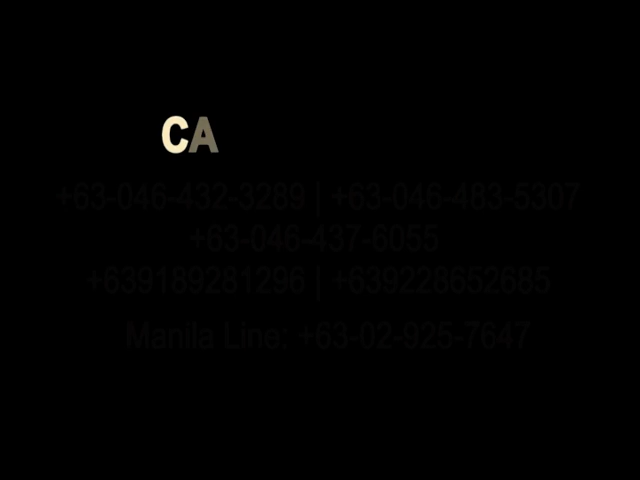 CA
+63-046-432-3289 | +63-046-483-5307
+63-046-437-6055
+639189281296 | +639228652685
Manila Line: +63-02-925-7647